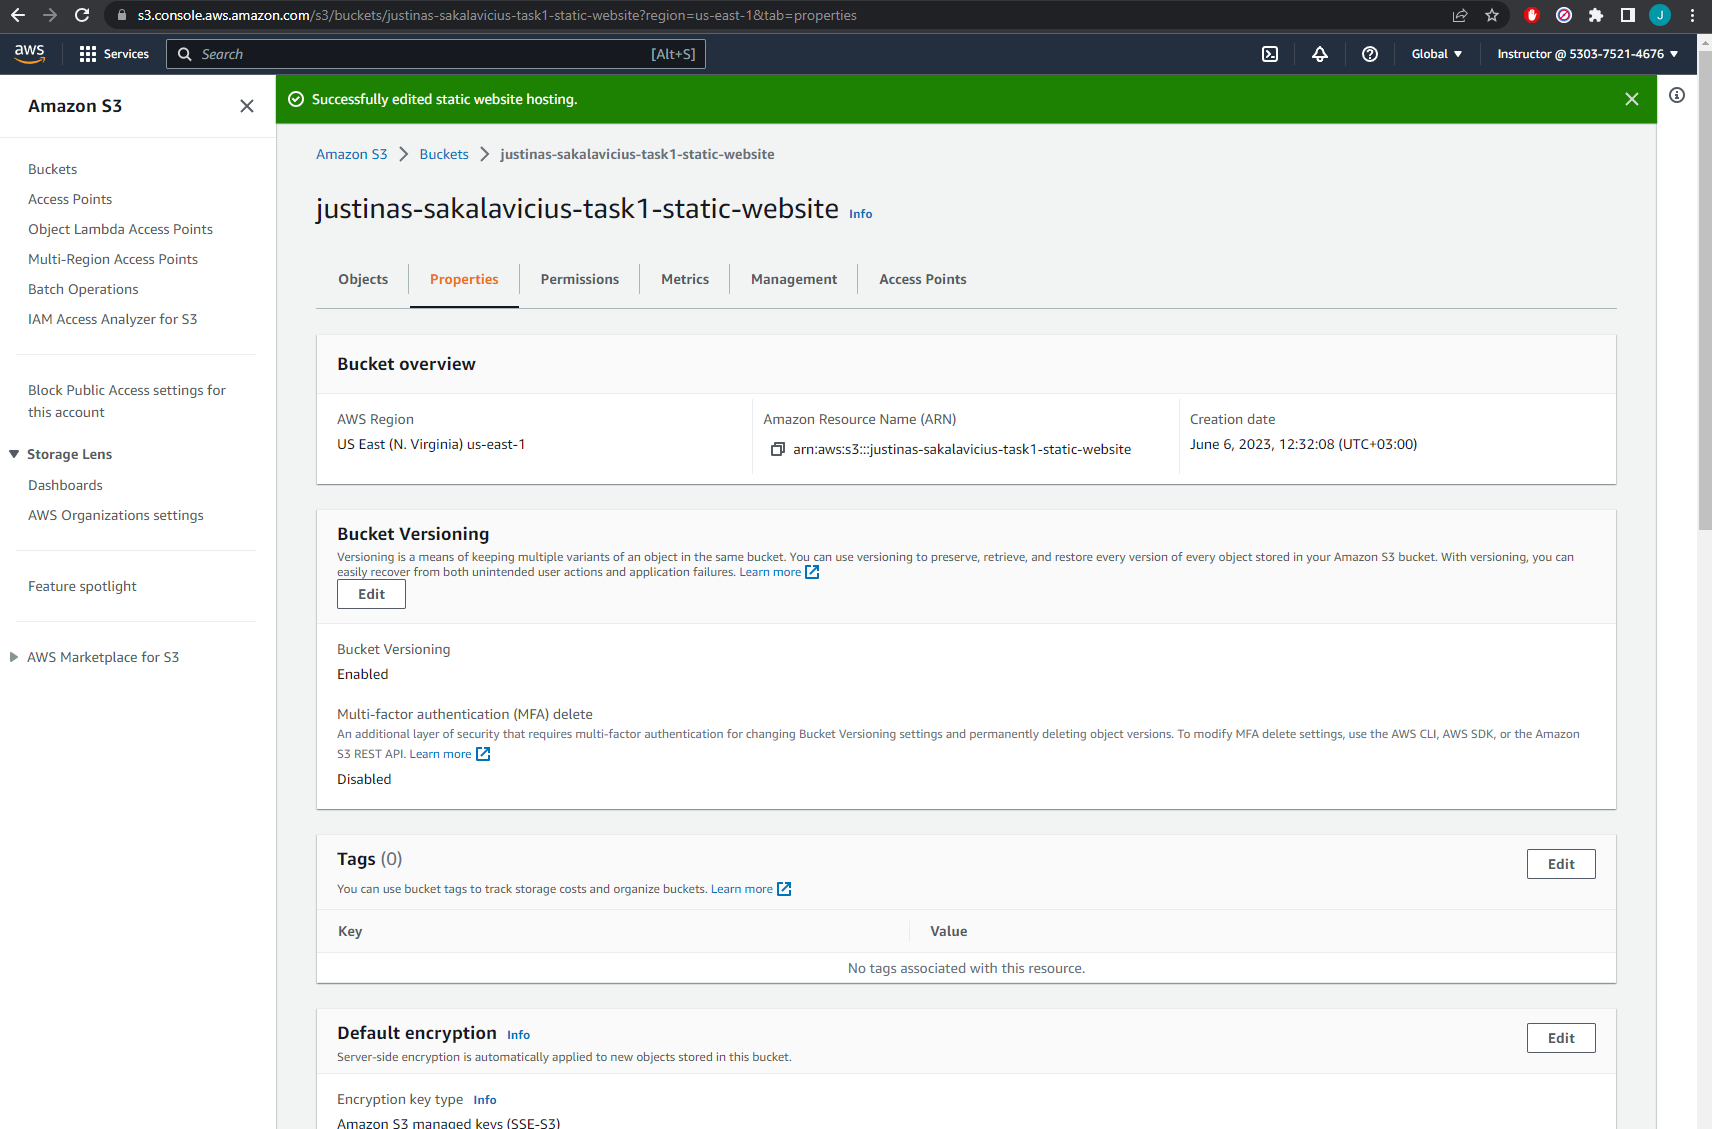 s3.console.aws.amazon.com/s3/buckets/justinas-sakalavicius-task1-static-website?region=us-east-1&tab=properties
J
aws
Services
Search
[Alt+S]
Global
Instructor @ 5303-7521-4676
Amazon S3
Buckets
Access Points
Object Lambda Access Points
Multi-Region Access Points
Batch Operations
IAM Access Analyzer for S3
Block Public Access settings for
this account
Storage Lens
Dashboards
AWS Organizations settings
Feature spotlight
AWS Marketplace for S3
Successfully edited static website hosting.
Amazon S3 > Buckets > justinas-sakalavicius-task1-static-website
justinas-sakalavicius-task1-static-website Info
Objects
Properties
Permissions
Metrics
Management
Access Points
Bucket overview
AWS Region
US East (N. Virginia) us-east-1
Amazon Resource Name (ARN)
arn:aws:s3:::justinas-sakalavicius-task1-static-website
Creation date
June 6, 2023, 12:32:08 (UTC+03:00)
Bucket Versioning
Versioning is a means of keeping multiple variants of an object in the same bucket. You can use versioning to preserve, retrieve, and restore every version of every object stored in your Amazon S3 bucket. With versioning, you can
easily recover from both unintended user actions and application failures. Learn more
Edit
Bucket Versioning
Enabled
Multi-factor authentication (MFA) delete
An additional layer of security that requires multi-factor authentication for changing Bucket Versioning settings and permanently deleting object versions. To modify MFA delete settings, use the AWS CLI, AWS SDK, or the Amazon
S3 REST API. Learn more
Disabled
Tags (0)
Edit
You can use bucket tags to track storage costs and organize buckets. Learn more
Key
Value
No tags associated with this resource.
Default encryption Info
Edit
Server-side encryption is automatically applied to new objects stored in this bucket.
Encryption key type Info
Amazon S3 managed keys (SSE-S3)